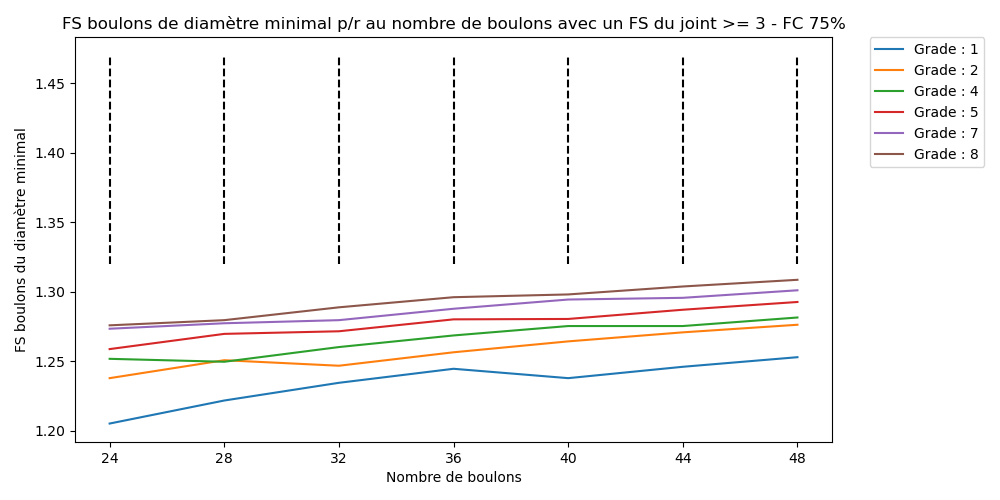 FS boulons de diamètre minimal p/r au nombre de boulons avec un FS du joint >= 3 - FC 75%
Grade : 1
Grade : 2
Grade : 4
Grade : 5
Grade : 7
Grade : 8
FS boulons du diamètre minimal
1.45
1.40
1.35
1.30
1.25
1.20
24 28 32 36 40 44 48
Nombre de boulons